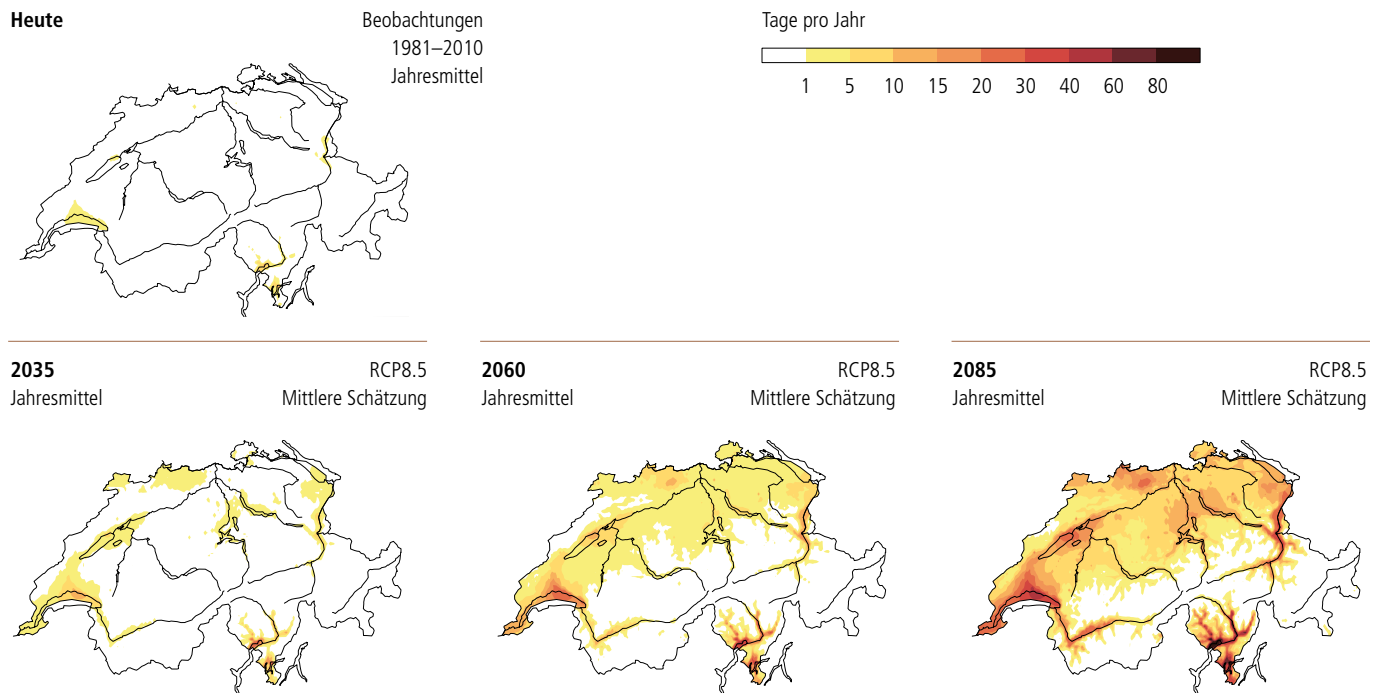 Heute
Beobachtungen
1981–2010
Jahresmittel
Tage pro Jahr
1 5 10 15 20 30 40 60 80
2035 RCP8.5
Jahresmittel Mittlere Schätzung
2060 RCP8.5
Jahresmittel Mittlere Schätzung
2085 RCP8.5
Jahresmittel Mittlere Schätzung